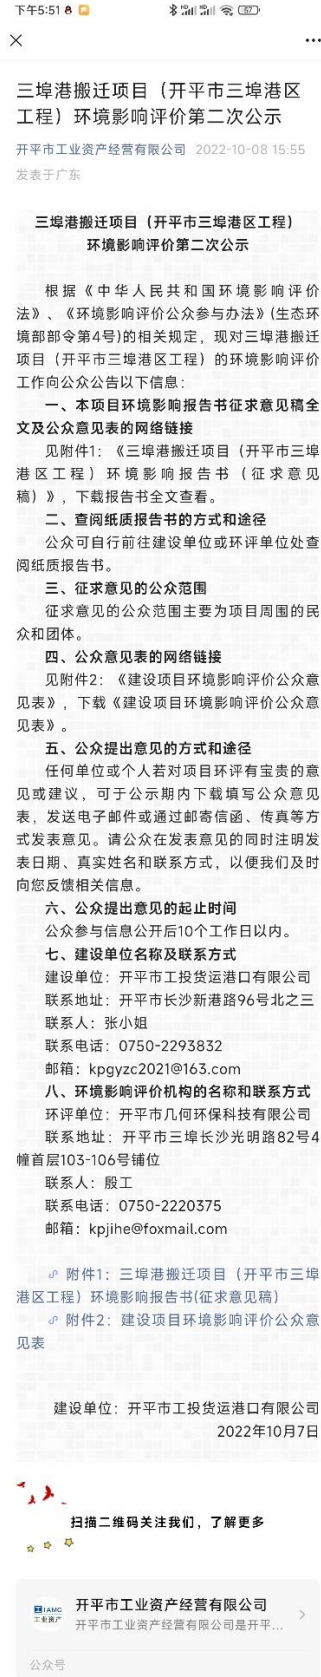 下午5:51
67
三埠港搬迁项目（开平市三埠港区
工程）环境影响评价第二次公示
开平市工业资产经营有限公司 2022-10-08 15:55
发表于广东
三埠港搬迁项目（开平市三埠港区工程）
环境影响评价第二次公示
根据《中华人民共和国环境影响评价
法》、《环境影响评价公众参与办法》(生态环
境部部令第4号)的相关规定，现对三埠港搬迁
项目（开平市三埠港区工程）的环境影响评价
工作向公众公告以下信息：
一、本项目环境影响报告书征求意见稿全
文及公众意见表的网络链接
见附件1：《三埠港搬迁项目（开平市三埠
港区工程）环境影响报告书（征求意见
稿）》，下载报告书全文查看。
二、查阅纸质报告书的方式和途径
公众可自行前往建设单位或环评单位处查
阅纸质报告书。
三、征求意见的公众范围
征求意见的公众范围主要为项目周围的民
众和团体。
四、公众意见表的网络链接
见附件2：《建设项目环境影响评价公众意
见表》，下载《建设项目环境影响评价公众意
见表》。
五、公众提出意见的方式和途径
任何单位或个人若对项目环评有宝贵的意
见或建议，可于公示期内下载填写公众意见
表，发送电子邮件或通过邮寄信函、传真等方
式发表意见。请公众在发表意见的同时注明发
表日期、真实姓名和联系方式，以便我们及时
向您反馈相关信息。
六、公众提出意见的起止时间
公众参与信息公开后10个工作日以内。
七、建设单位名称及联系方式
建设单位：开平市工投货运港口有限公司
联系地址：开平市长沙新港路96号北之三
联系人：张小姐
联系电话：0750-2293832
邮箱：kpgyzc2021@163.com
八、环境影响评价机构的名称和联系方式
环评单位：开平市几何环保科技有限公司
联系地址：开平市三埠长沙光明路82号4
幢首层103-106号铺位
联系人：殷工
联系电话：0750-2220375
邮箱：kpjihe@foxmail.com
附件1：三埠港搬迁项目（开平市三埠
港区工程）环境影响报告书(征求意见稿）
附件2：建设项目环境影响评价公众意
见表
建设单位：开平市工投货运港口有限公司
2022年10月7日
扫描二维码关注我们，了解更多
IAMC
工业资产
开平市工业资产经营有限公司
开平市工业资产经营有限公司是开平...
公众号